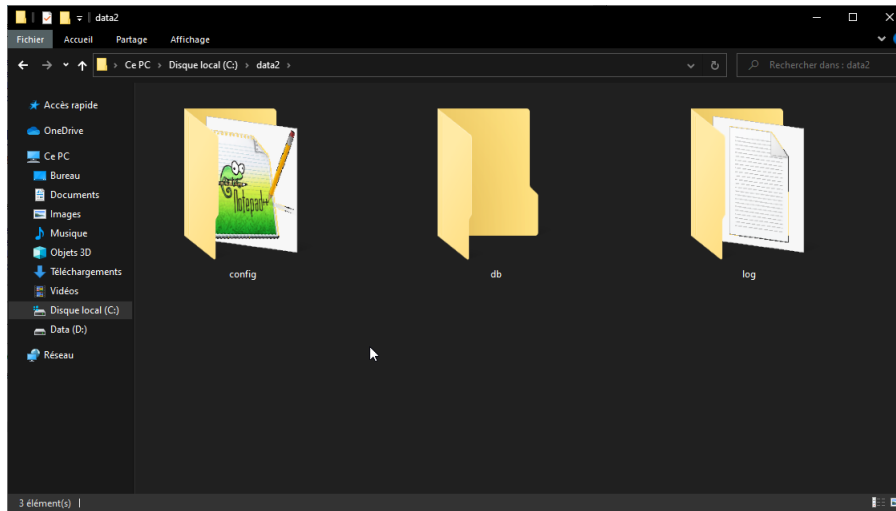 data2
Fichier Accueil Partage Affichage
Ce PC Disque local (C:) data2
Rechercher dans : data2
Accès rapide
OneDrive
Ce PC
Bureau
Documents
Images
Musique
Objets 3D
Téléchargements
Vidéos
Disque local (C:)
Data (D:)
Réseau
Notepad++
config
db
log
3 élément(s)